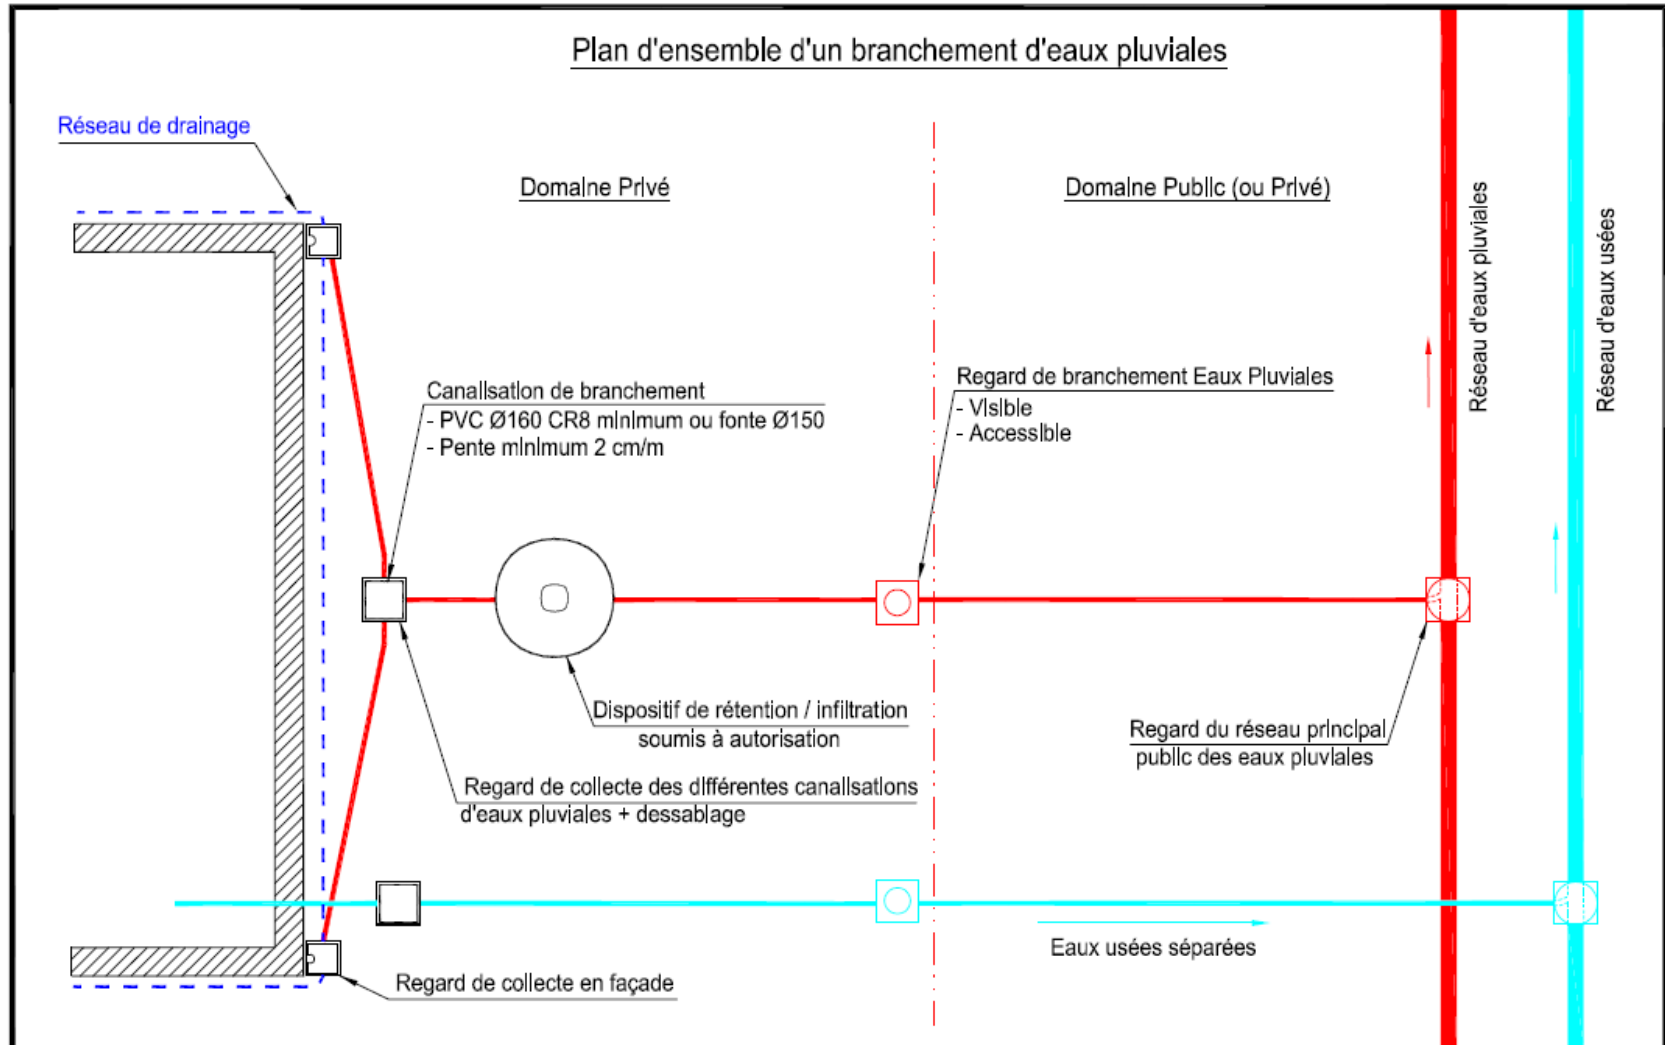 Plan d'ensemble d'un branchement d'eaux pluviales
Réseau de drainage
Domaine Privé
Domaine Public (ou Privé)
Réseau d'eaux pluviales
Réseau d'eaux usées
Canalisation de branchement
- PVC Ø160 CR8 minimum ou fonte Ø150
- Pente minimum 2 cm/m
Regard de branchement Eaux Pluviales
- Visible
- Accessible
Dispositif de rétention / infiltration
soumis à autorisation
Regard du réseau principal
public des eaux pluviales
Regard de collecte des différentes canalisations
d'eaux pluviales + dessablage
Eaux usées séparées
Regard de collecte en façade